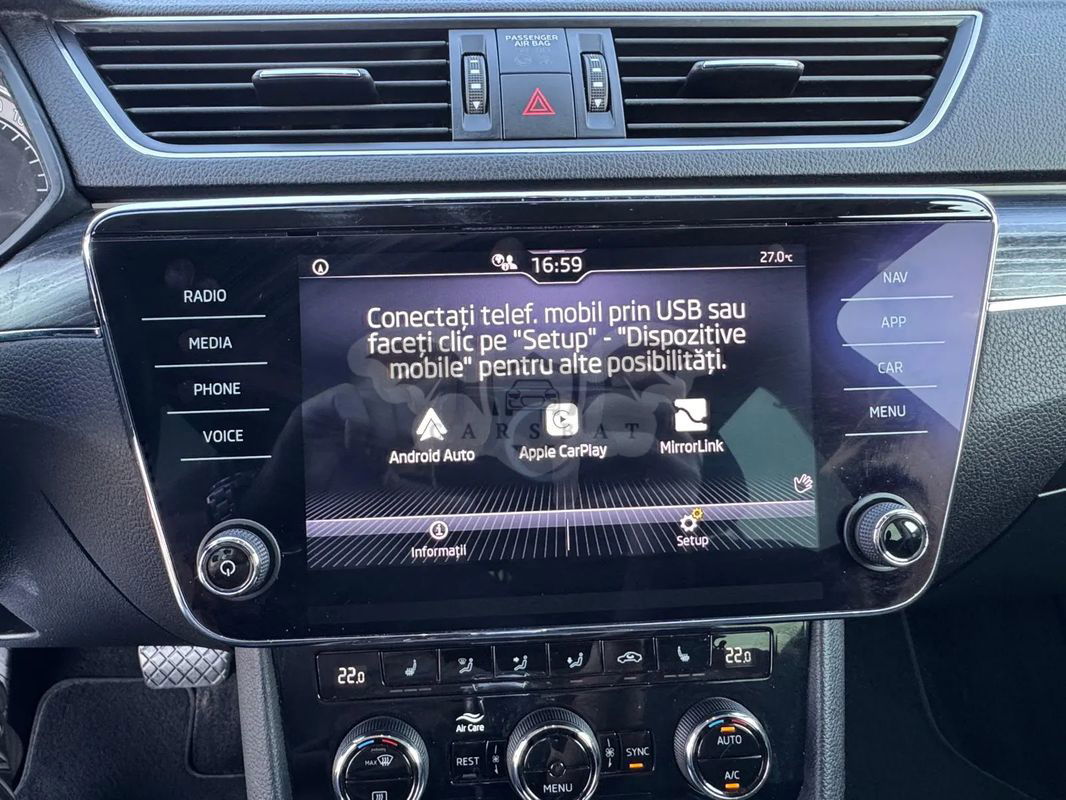 PASSENGER
AIR BAG
16:59
27.0°C
RADIO
MEDIA
PHONE
VOICE
NAV
APP
CAR
MENU
Conectați telef. mobil prin USB sau
faceți clic pe "Setup" - "Dispozitive
mobile" pentru alte posibilități.
ARSBAT
Android Auto
Apple CarPlay
MirrorLink
Informații
Setup
22.0
22.0
Air Care
MAX
REST
MENU
SYNC
AUTO
A/C